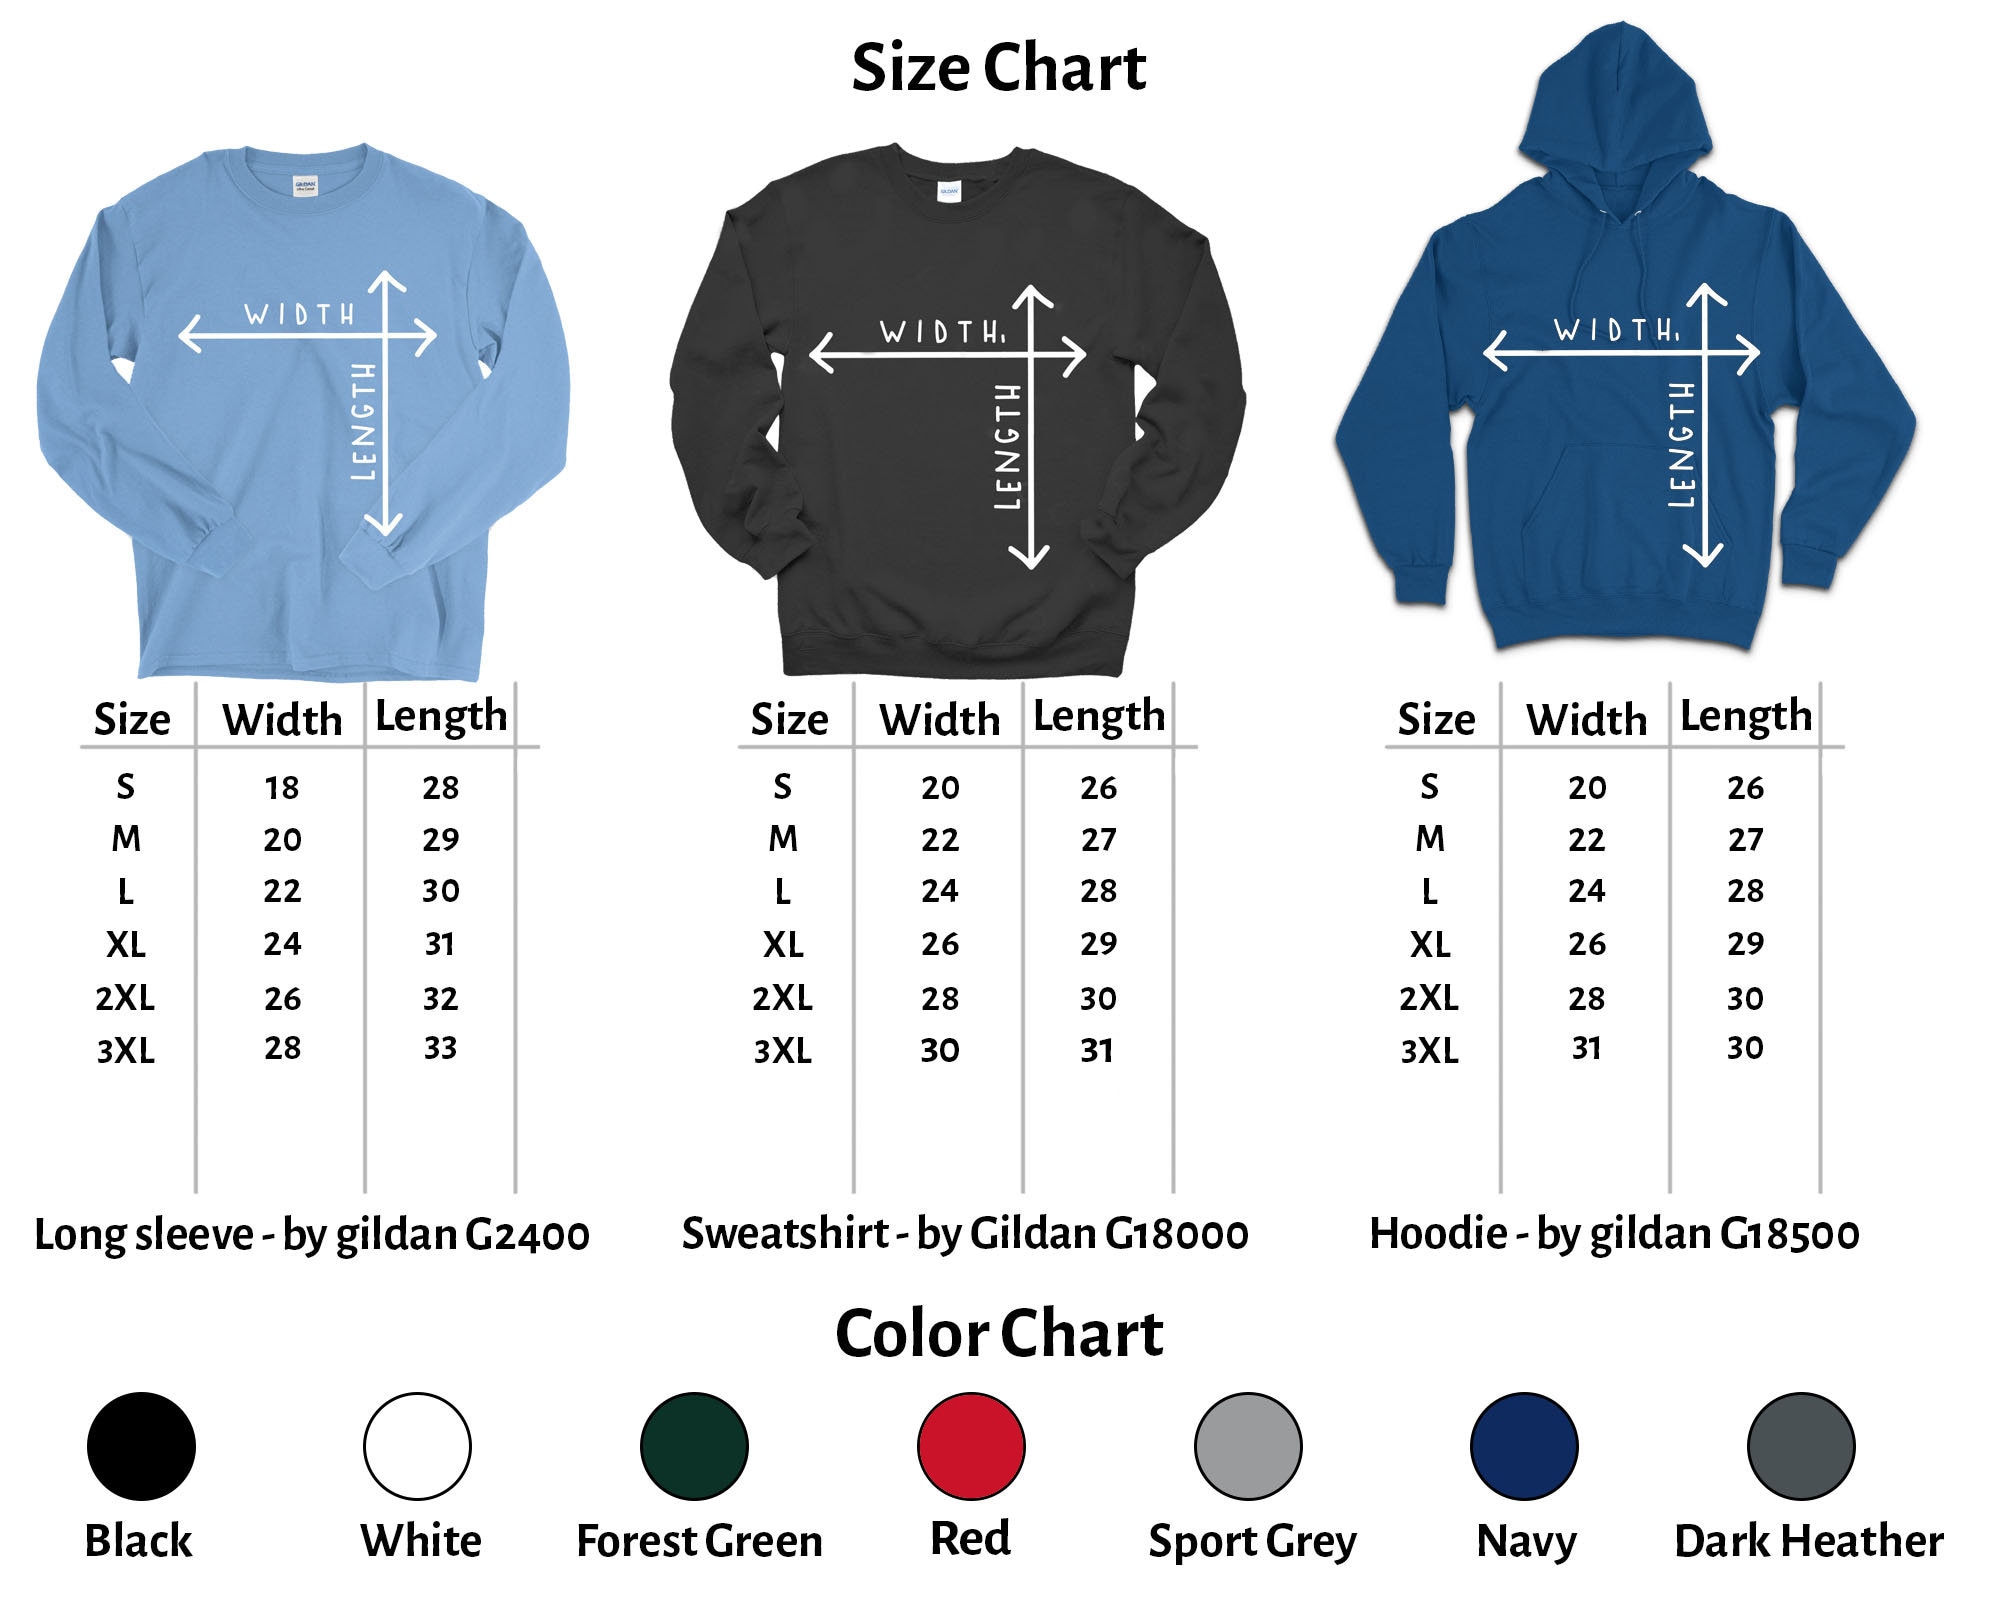 Size Chart
GILDAN
WIDTH
LENGTH
GILDAN
WIDTH
LENGTH
WIDTH
LENGTH
Size Width Length
S 18 28
M 20 29
L 22 30
XL 24 31
2XL 26 32
3XL 28 33
Size Width Length
S 20 26
M 22 27
L 24 28
XL 26 29
2XL 28 30
3XL 30 31
Size Width Length
S 20 26
M 22 27
L 24 28
XL 26 29
2XL 28 30
3XL 31 30
Long sleeve - by gildan G2400
Sweatshirt - by Gildan G18000
Hoodie - by gildan G18500
Color Chart
Black
White
Forest Green
Red
Sport Grey
Navy
Dark Heather